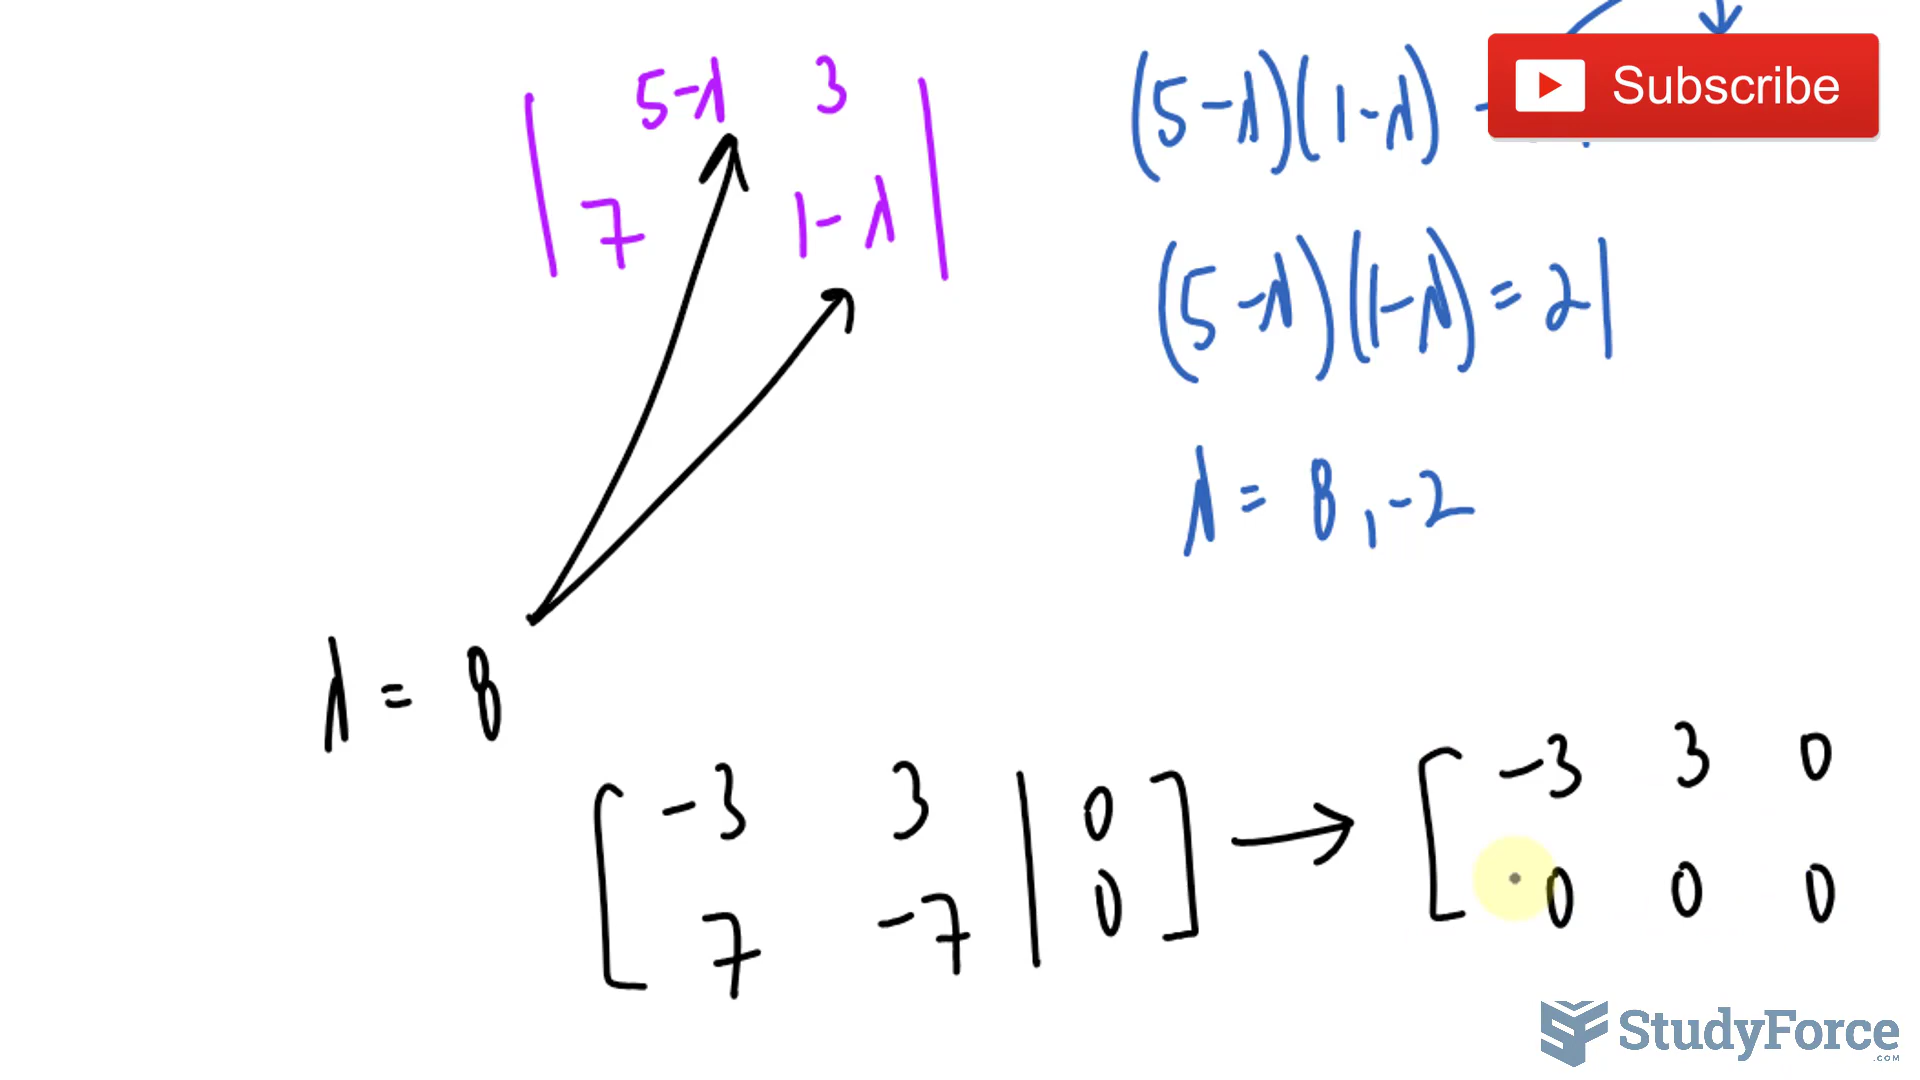 | 5-λ 3 |
| 7 1-λ |
(5-λ)(1-λ) -
Subscribe
(5-λ)(1-λ) = 21
λ = 8, -2
λ = 8
[ -3 3 | 0 ]
[ 7 -7 | 0 ]
→
[ -3 3 0
0 0 0
StudyForce
.COM